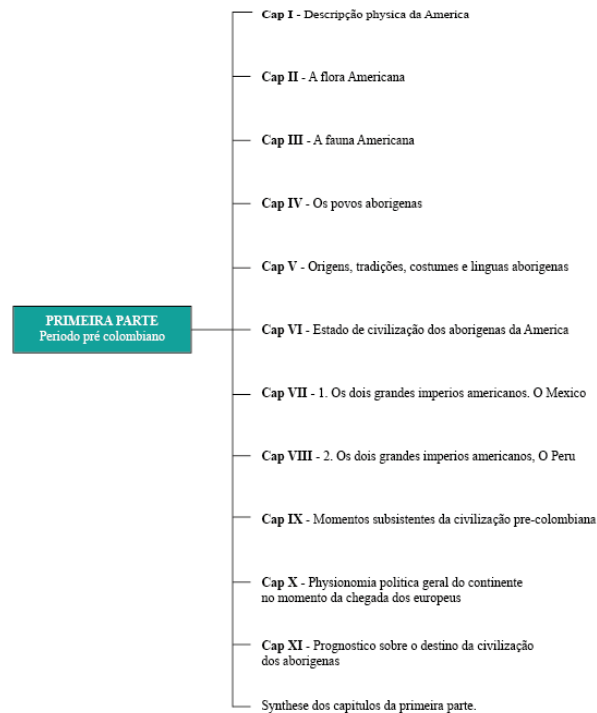 Cap I - Descripção physica da America
Cap II - A flora Americana
Cap III - A fauna Americana
Cap IV - Os povos aborigenas
Cap V - Origens, tradições, costumes e linguas aborigenas
PRIMEIRA PARTE
Periodo pré colombiano
Cap VI - Estado de civilização dos aborigenas da America
Cap VII - 1. Os dois grandes imperios americanos. O Mexico
Cap VIII - 2. Os dois grandes imperios americanos, O Peru
Cap IX - Momentos subsistentes da civilização pre-colombiana
Cap X - Physionomia politica geral do continente
no momento da chegada dos europeus
Cap XI - Prognostico sobre o destino da civilização
dos aborigenas
Synthese dos capitulos da primeira parte.